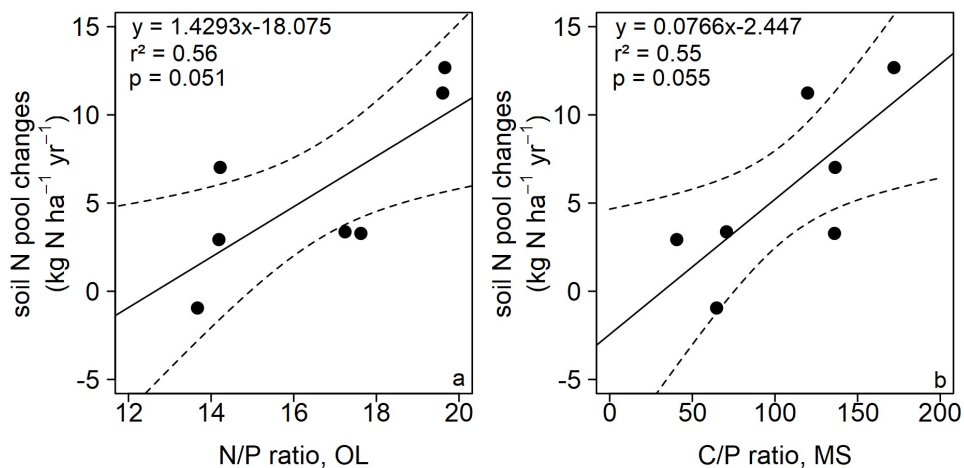 y = 1.4293x-18.075
r² = 0.56
p = 0.051
15
10
5
0
-5
soil N pool changes
(kg N ha⁻¹ yr⁻¹)
a
12 14 16 18 20
N/P ratio, OL
y = 0.0766x-2.447
r² = 0.55
p = 0.055
15
10
5
0
-5
soil N pool changes
(kg N ha⁻¹ yr⁻¹)
b
0 50 100 150 200
C/P ratio, MS